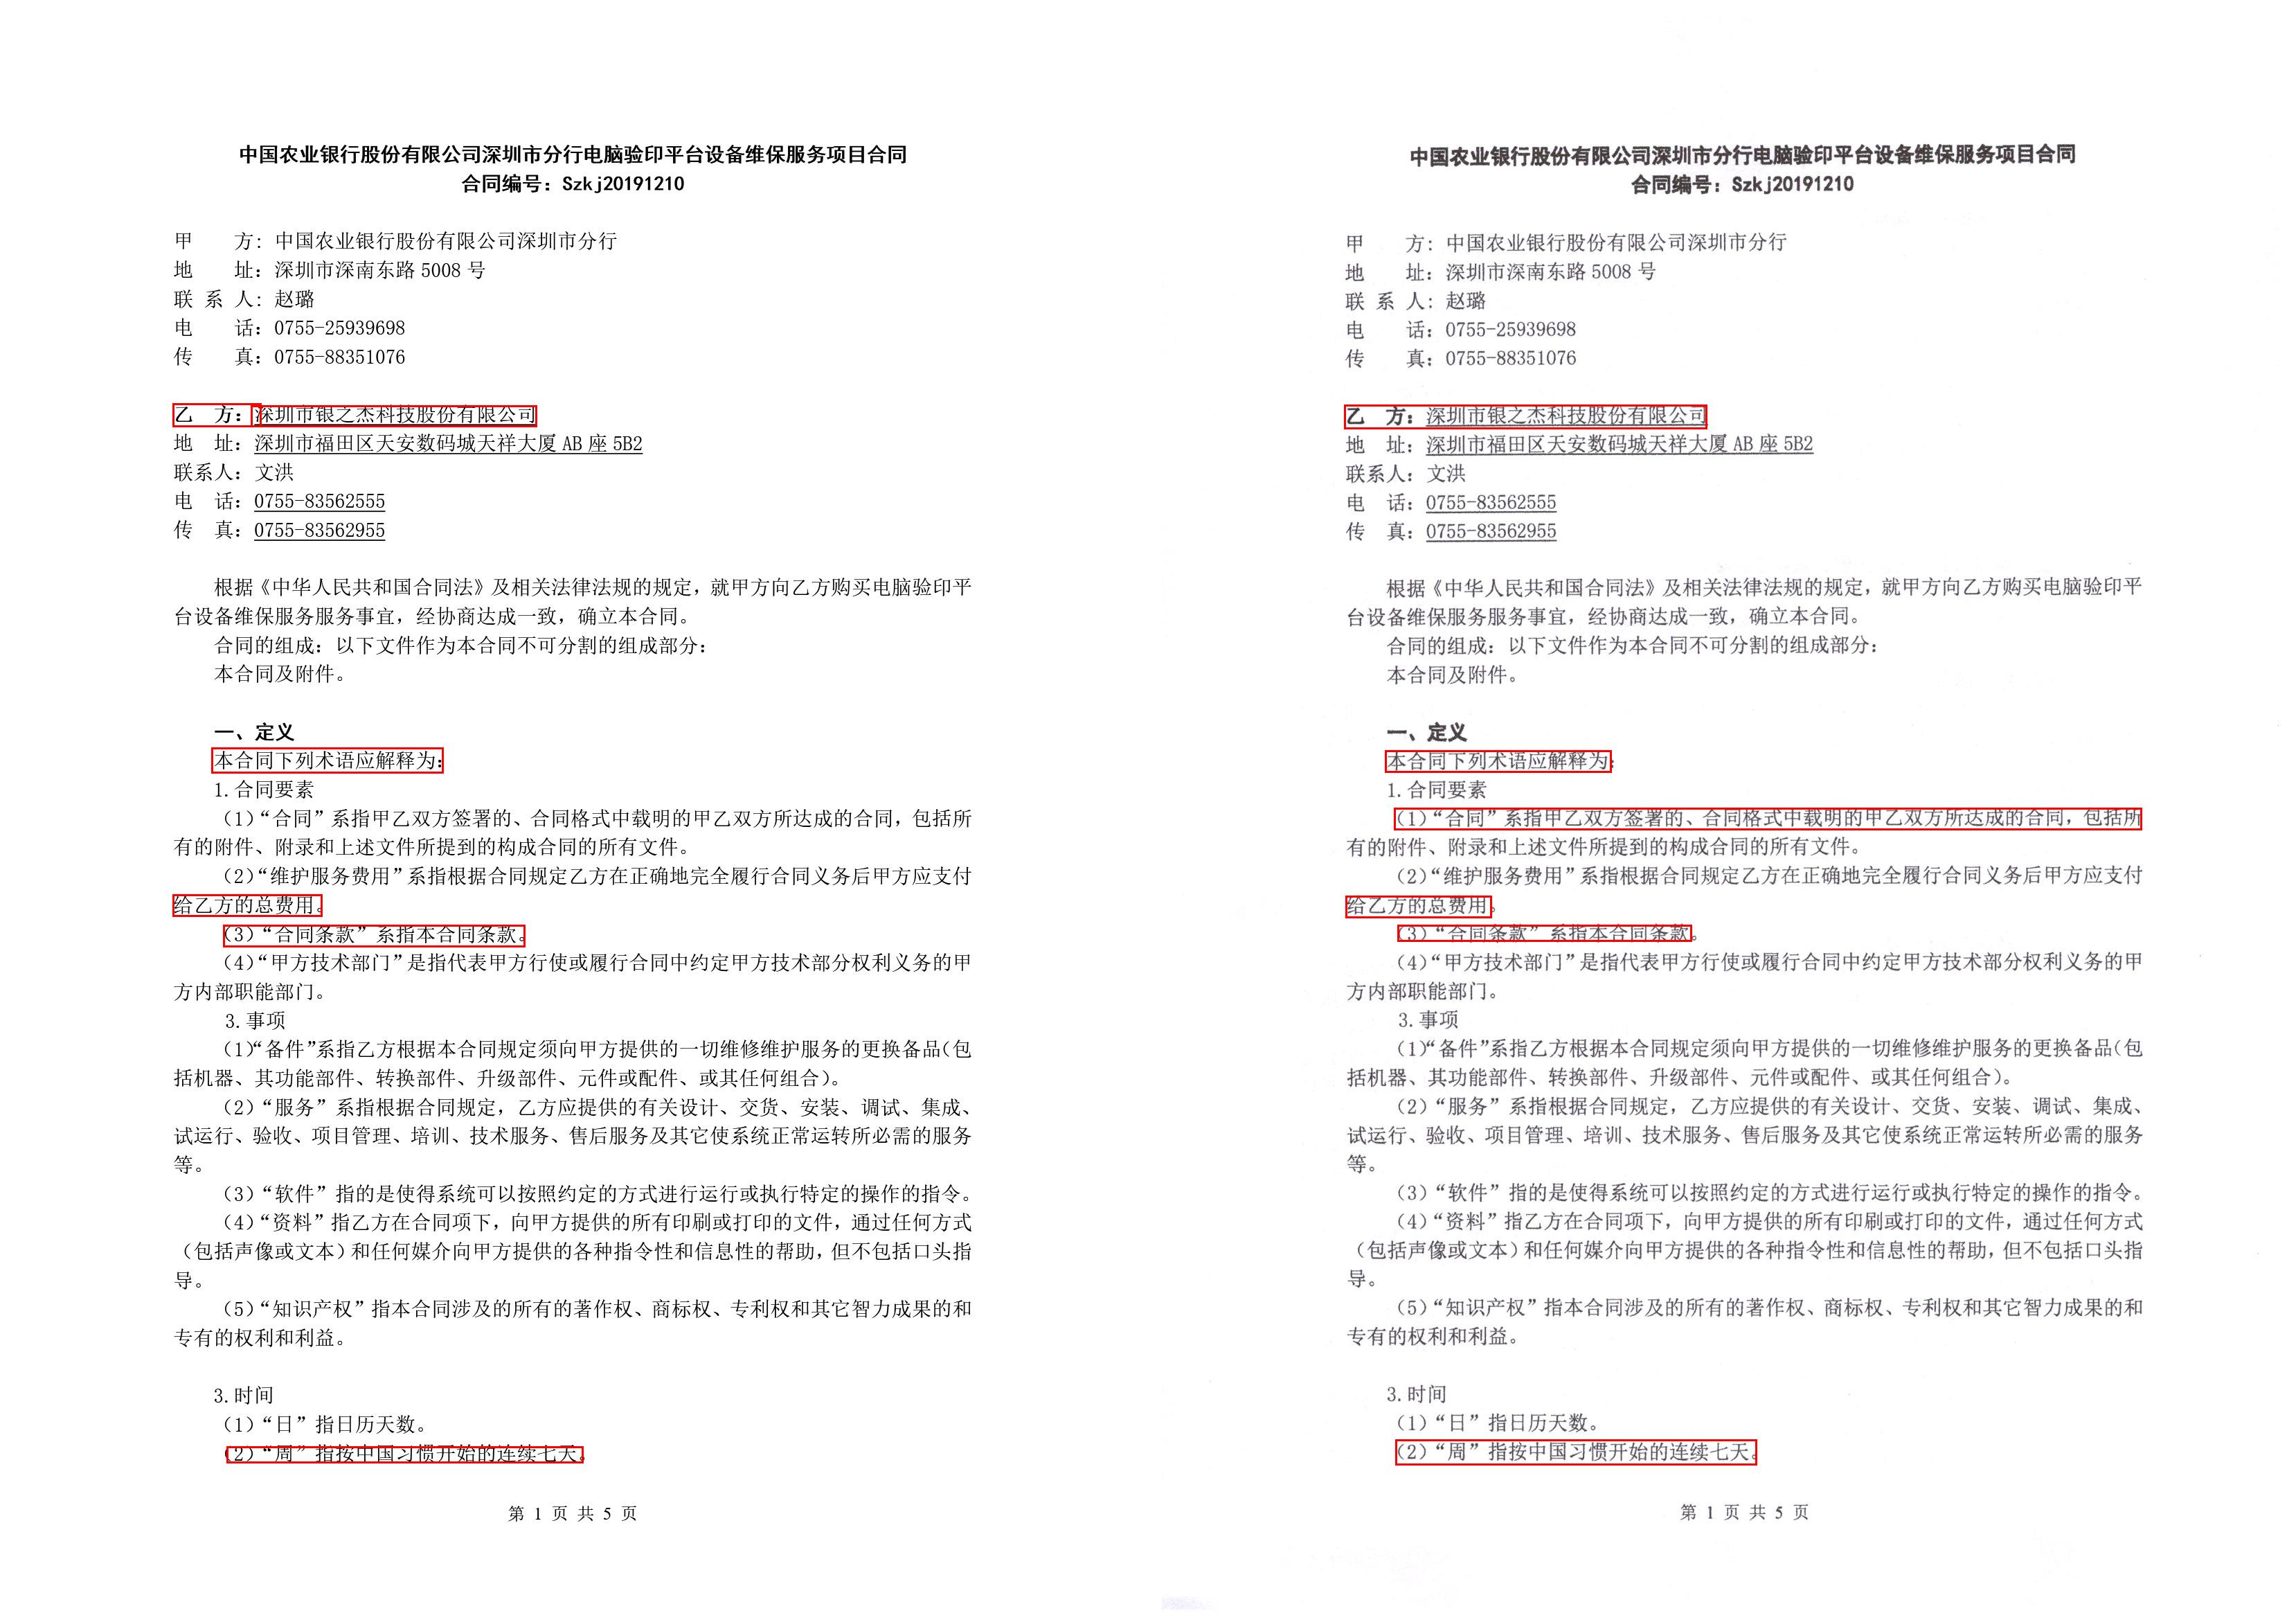 中国农业银行股份有限公司深圳市分行电脑验印平台设备维保服务项目合同
合同编号：Szkj20191210
甲 方：中国农业银行股份有限公司深圳市分行
地 址：深圳市深南东路 5008 号
联 系 人：赵璐
电 话：0755-25939698
传 真：0755-88351076
乙 方：深圳市银之杰科技股份有限公司
地 址：深圳市福田区天安数码城天祥大厦 AB 座 5B2
联系人：文洪
电 话：0755-83562555
传 真：0755-83562955
根据《中华人民共和国合同法》及相关法律法规的规定，就甲方向乙方购买电脑验印平
台设备维保服务服务事宜，经协商达成一致，确立本合同。
合同的组成：以下文件作为本合同不可分割的组成部分：
本合同及附件。
一、定义
本合同下列术语应解释为：
1.合同要素
（1）“合同”系指甲乙双方签署的、合同格式中载明的甲乙双方所达成的合同，包括所
有的附件、附录和上述文件所提到的构成合同的所有文件。
（2）“维护服务费用”系指根据合同规定乙方在正确地完全履行合同义务后甲方应支付
给乙方的总费用。
（3）“合同条款”系指本合同条款。
（4）“甲方技术部门”是指代表甲方行使或履行合同中约定甲方技术部分权利义务的甲
方内部职能部门。
3.事项
（1）“备件”系指乙方根据本合同规定须向甲方提供的一切维修维护服务的更换备品（包
括机器、其功能部件、转换部件、升级部件、元件或配件、或其任何组合）。
（2）“服务”系指根据合同规定，乙方应提供的有关设计、交货、安装、调试、集成、
试运行、验收、项目管理、培训、技术服务、售后服务及其它使系统正常运转所必需的服务
等。
（3）“软件”指的是使得系统可以按照约定的方式进行运行或执行特定的操作的指令。
（4）“资料”指乙方在合同项下，向甲方提供的所有印刷或打印的文件，通过任何方式
（包括声像或文本）和任何媒介向甲方提供的各种指令性和信息性的帮助，但不包括口头指
导。
（5）“知识产权”指本合同涉及的所有的著作权、商标权、专利权和其它智力成果的和
专有的权利和利益。
3.时间
（1）“日”指日历天数。
（2）“周”指按中国习惯开始的连续七天。
第 1 页 共 5 页
中国农业银行股份有限公司深圳市分行电脑验印平台设备维保服务项目合同
合同编号：Szkj20191210
甲 方：中国农业银行股份有限公司深圳市分行
地 址：深圳市深南东路 5008 号
联 系 人：赵璐
电 话：0755-25939698
传 真：0755-88351076
乙 方：深圳市银之杰科技股份有限公司
地 址：深圳市福田区天安数码城天祥大厦 AB 座 5B2
联系人：文洪
电 话：0755-83562555
传 真：0755-83562955
根据《中华人民共和国合同法》及相关法律法规的规定，就甲方向乙方购买电脑验印平
台设备维保服务服务事宜，经协商达成一致，确立本合同。
合同的组成：以下文件作为本合同不可分割的组成部分：
本合同及附件。
一、定义
本合同下列术语应解释为：
1.合同要素
（1）“合同”系指甲乙双方签署的、合同格式中载明的甲乙双方所达成的合同，包括所
有的附件、附录和上述文件所提到的构成合同的所有文件。
（2）“维护服务费用”系指根据合同规定乙方在正确地完全履行合同义务后甲方应支付
给乙方的总费用。
（3）“合同条款”系指本合同条款。
（4）“甲方技术部门”是指代表甲方行使或履行合同中约定甲方技术部分权利义务的甲
方内部职能部门。
3.事项
（1）“备件”系指乙方根据本合同规定须向甲方提供的一切维修维护服务的更换备品（包
括机器、其功能部件、转换部件、升级部件、元件或配件、或其任何组合）。
（2）“服务”系指根据合同规定，乙方应提供的有关设计、交货、安装、调试、集成、
试运行、验收、项目管理、培训、技术服务、售后服务及其它使系统正常运转所必需的服务
等。
（3）“软件”指的是使得系统可以按照约定的方式进行运行或执行特定的操作的指令。
（4）“资料”指乙方在合同项下，向甲方提供的所有印刷或打印的文件，通过任何方式
（包括声像或文本）和任何媒介向甲方提供的各种指令性和信息性的帮助，但不包括口头指
导。
（5）“知识产权”指本合同涉及的所有的著作权、商标权、专利权和其它智力成果的和
专有的权利和利益。
3.时间
（1）“日”指日历天数。
（2）“周”指按中国习惯开始的连续七天。
第 1 页 共 5 页